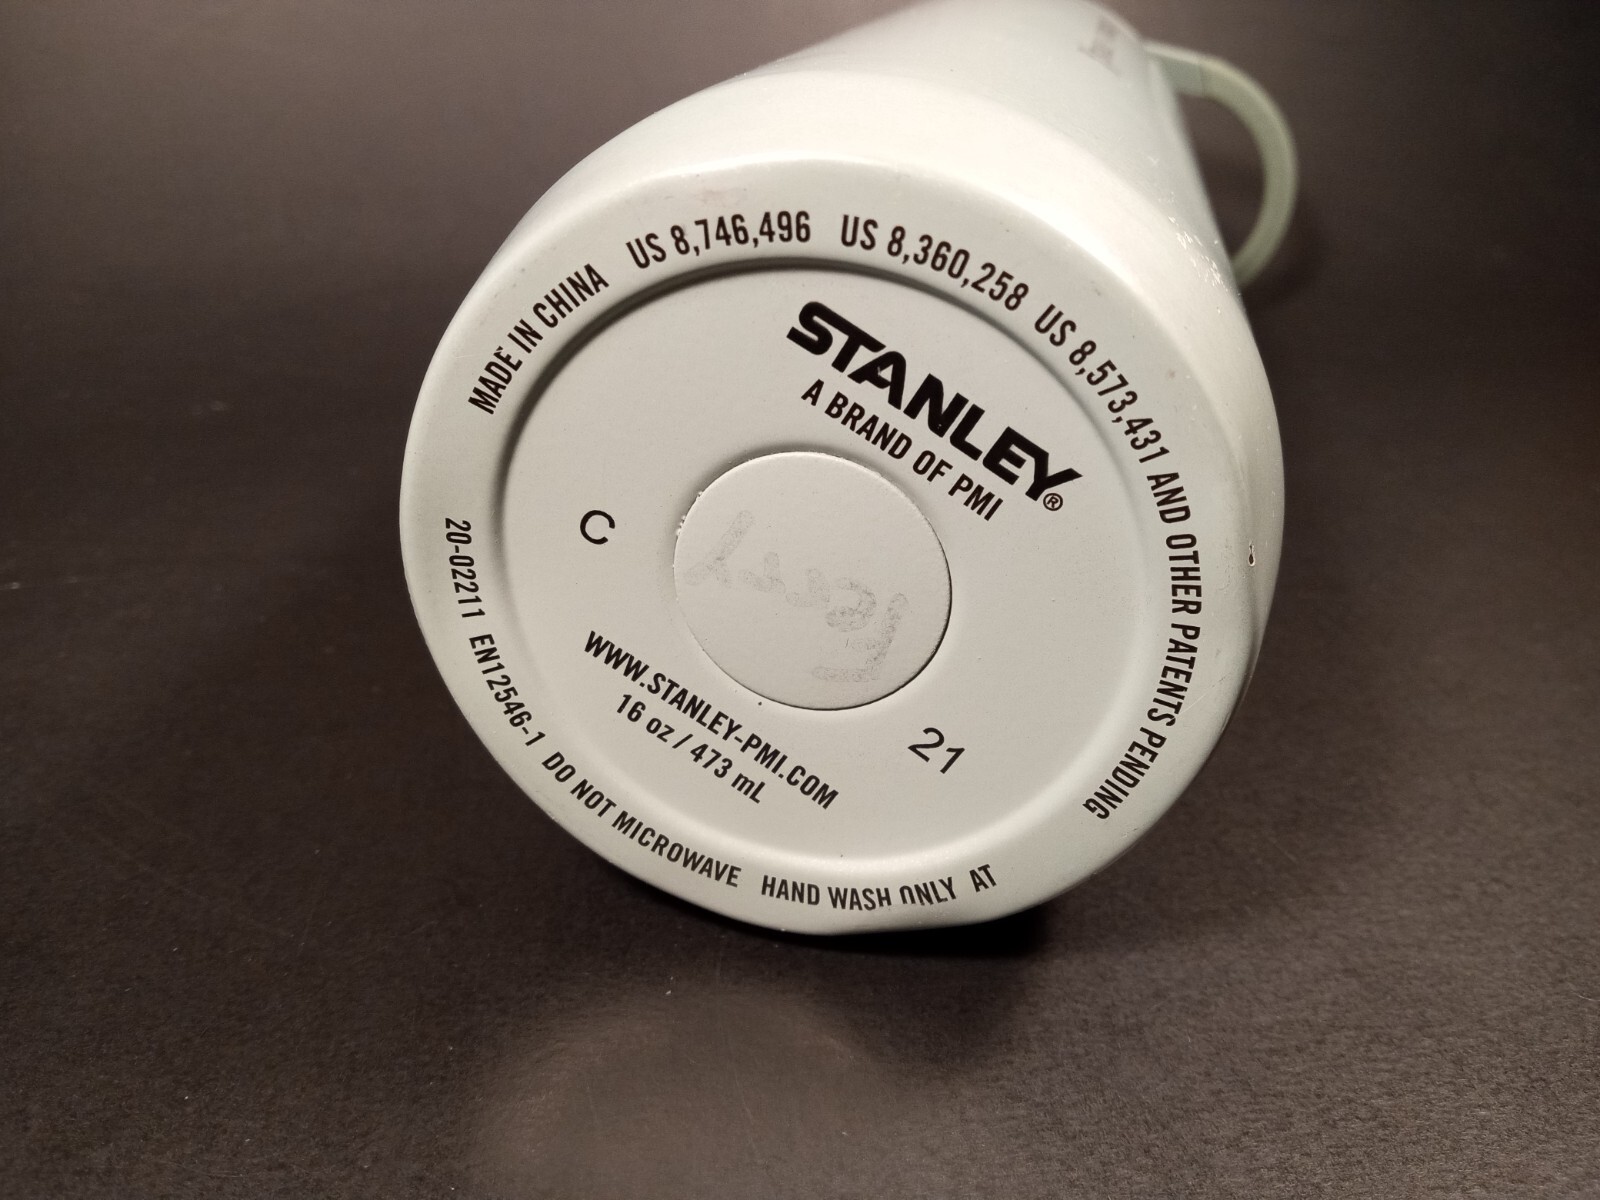 MADE IN CHINA US 8,746,496 US 8,360,258 US 8,573,431 AND OTHER PATENTS PENDING
STANLEY®
A BRAND OF PMI
C
Terry
21
WWW.STANLEY-PMI.COM
16 oz / 473 mL
20-02211 EN12546-1 DO NOT MICROWAVE HAND WASH ONLY AT